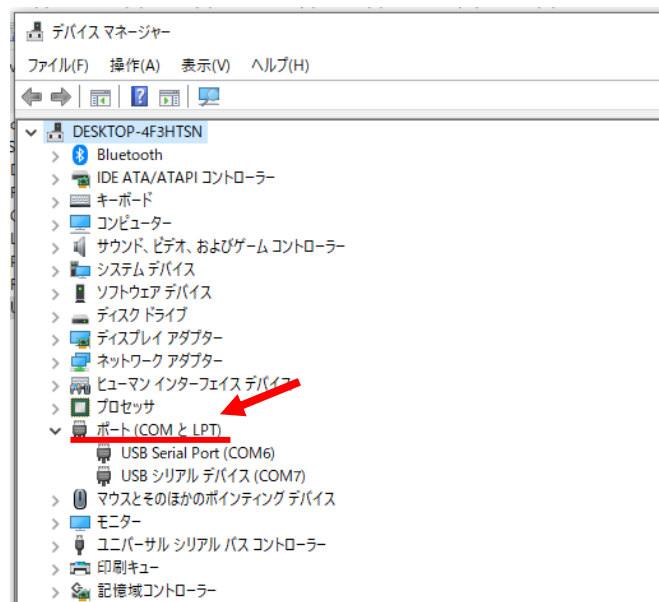 デバイス マネージャー
ファイル(F) 操作(A) 表示(V) ヘルプ(H)
DESKTOP-4F3HTSN
Bluetooth
IDE ATA/ATAPI コントローラー
キーボード
コンピューター
サウンド、ビデオ、およびゲーム コントローラー
システム デバイス
ソフトウェア デバイス
ディスク ドライブ
ディスプレイ アダプター
ネットワーク アダプター
ヒューマン インターフェイス デバイス
プロセッサ
ポート (COM と LPT)
USB Serial Port (COM6)
USB シリアル デバイス (COM7)
マウスとそのほかのポインティング デバイス
モニター
ユニバーサル シリアル バス コントローラー
印刷キュー
記憶域コントローラー